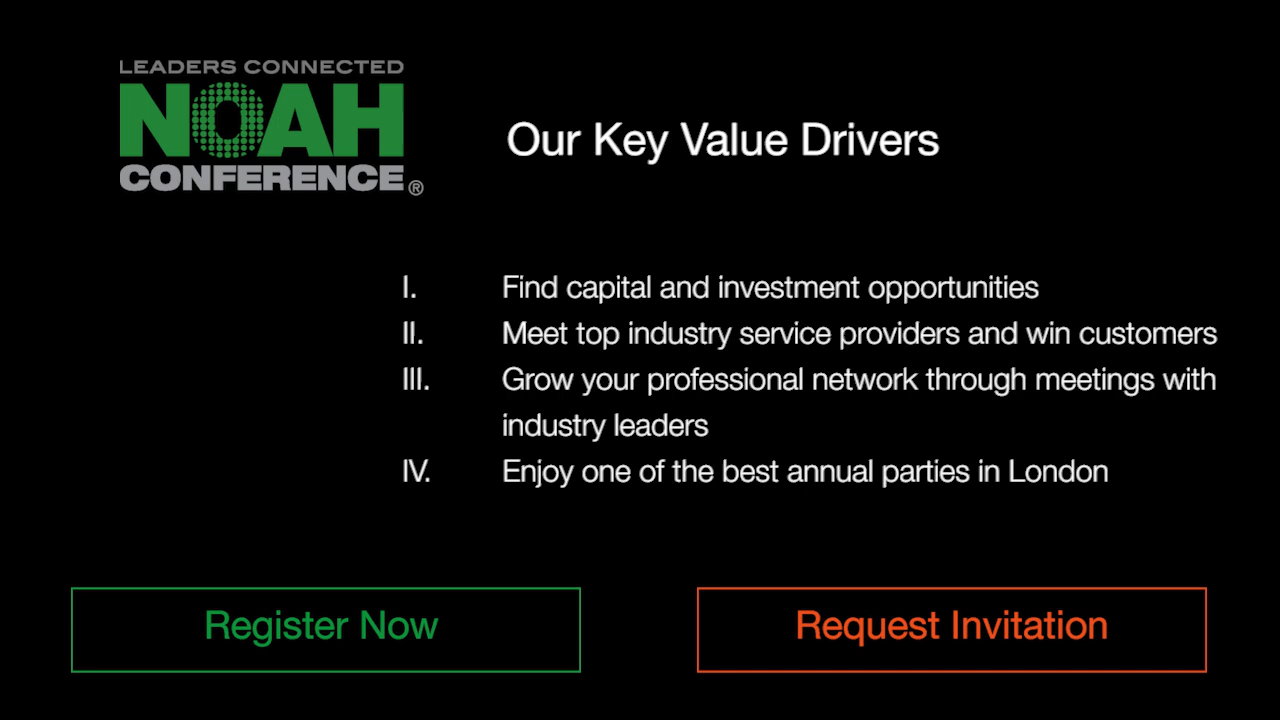 LEADERS CONNECTED
NOAH
CONFERENCE®
Our Key Value Drivers
I. Find capital and investment opportunities
II. Meet top industry service providers and win customers
III. Grow your professional network through meetings with
industry leaders
IV. Enjoy one of the best annual parties in London
Register Now
Request Invitation